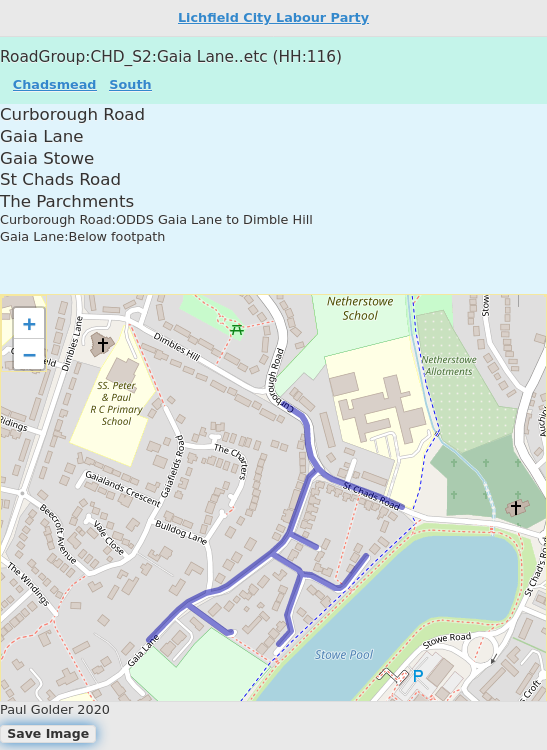 Lichfield City Labour Party
RoadGroup:CHD_S2:Gaia Lane..etc (HH:116)
Chadsmead South
Curborough Road
Gaia Lane
Gaia Stowe
St Chads Road
The Parchments
Curborough Road:ODDS Gaia Lane to Dimble Hill
Gaia Lane:Below footpath
+
−
Netherstowe
School
Dimbles Lane
Dimbles Hill
Netherstowe
Allotments
SS. Peter
& Paul
R C Primary
School
Gaiafields Road
The Charters
Gaialands Crescent
St Chads Road
Beecroft Avenue
Vale Close
Bulldog Lane
The Windings
St Chad's Road
Gaia Lane
Stowe Pool
Stowe Road
P
Paul Golder 2020
Save Image